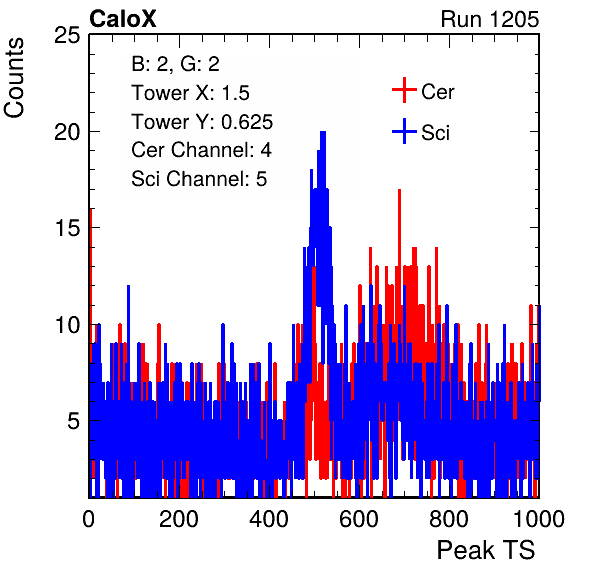 CaloX Run 1205
Counts
25
20
15
10
5
B: 2, G: 2
Tower X: 1.5
Tower Y: 0.625
Cer Channel: 4
Sci Channel: 5
Cer
Sci
0 200 400 600 800 1000
Peak TS